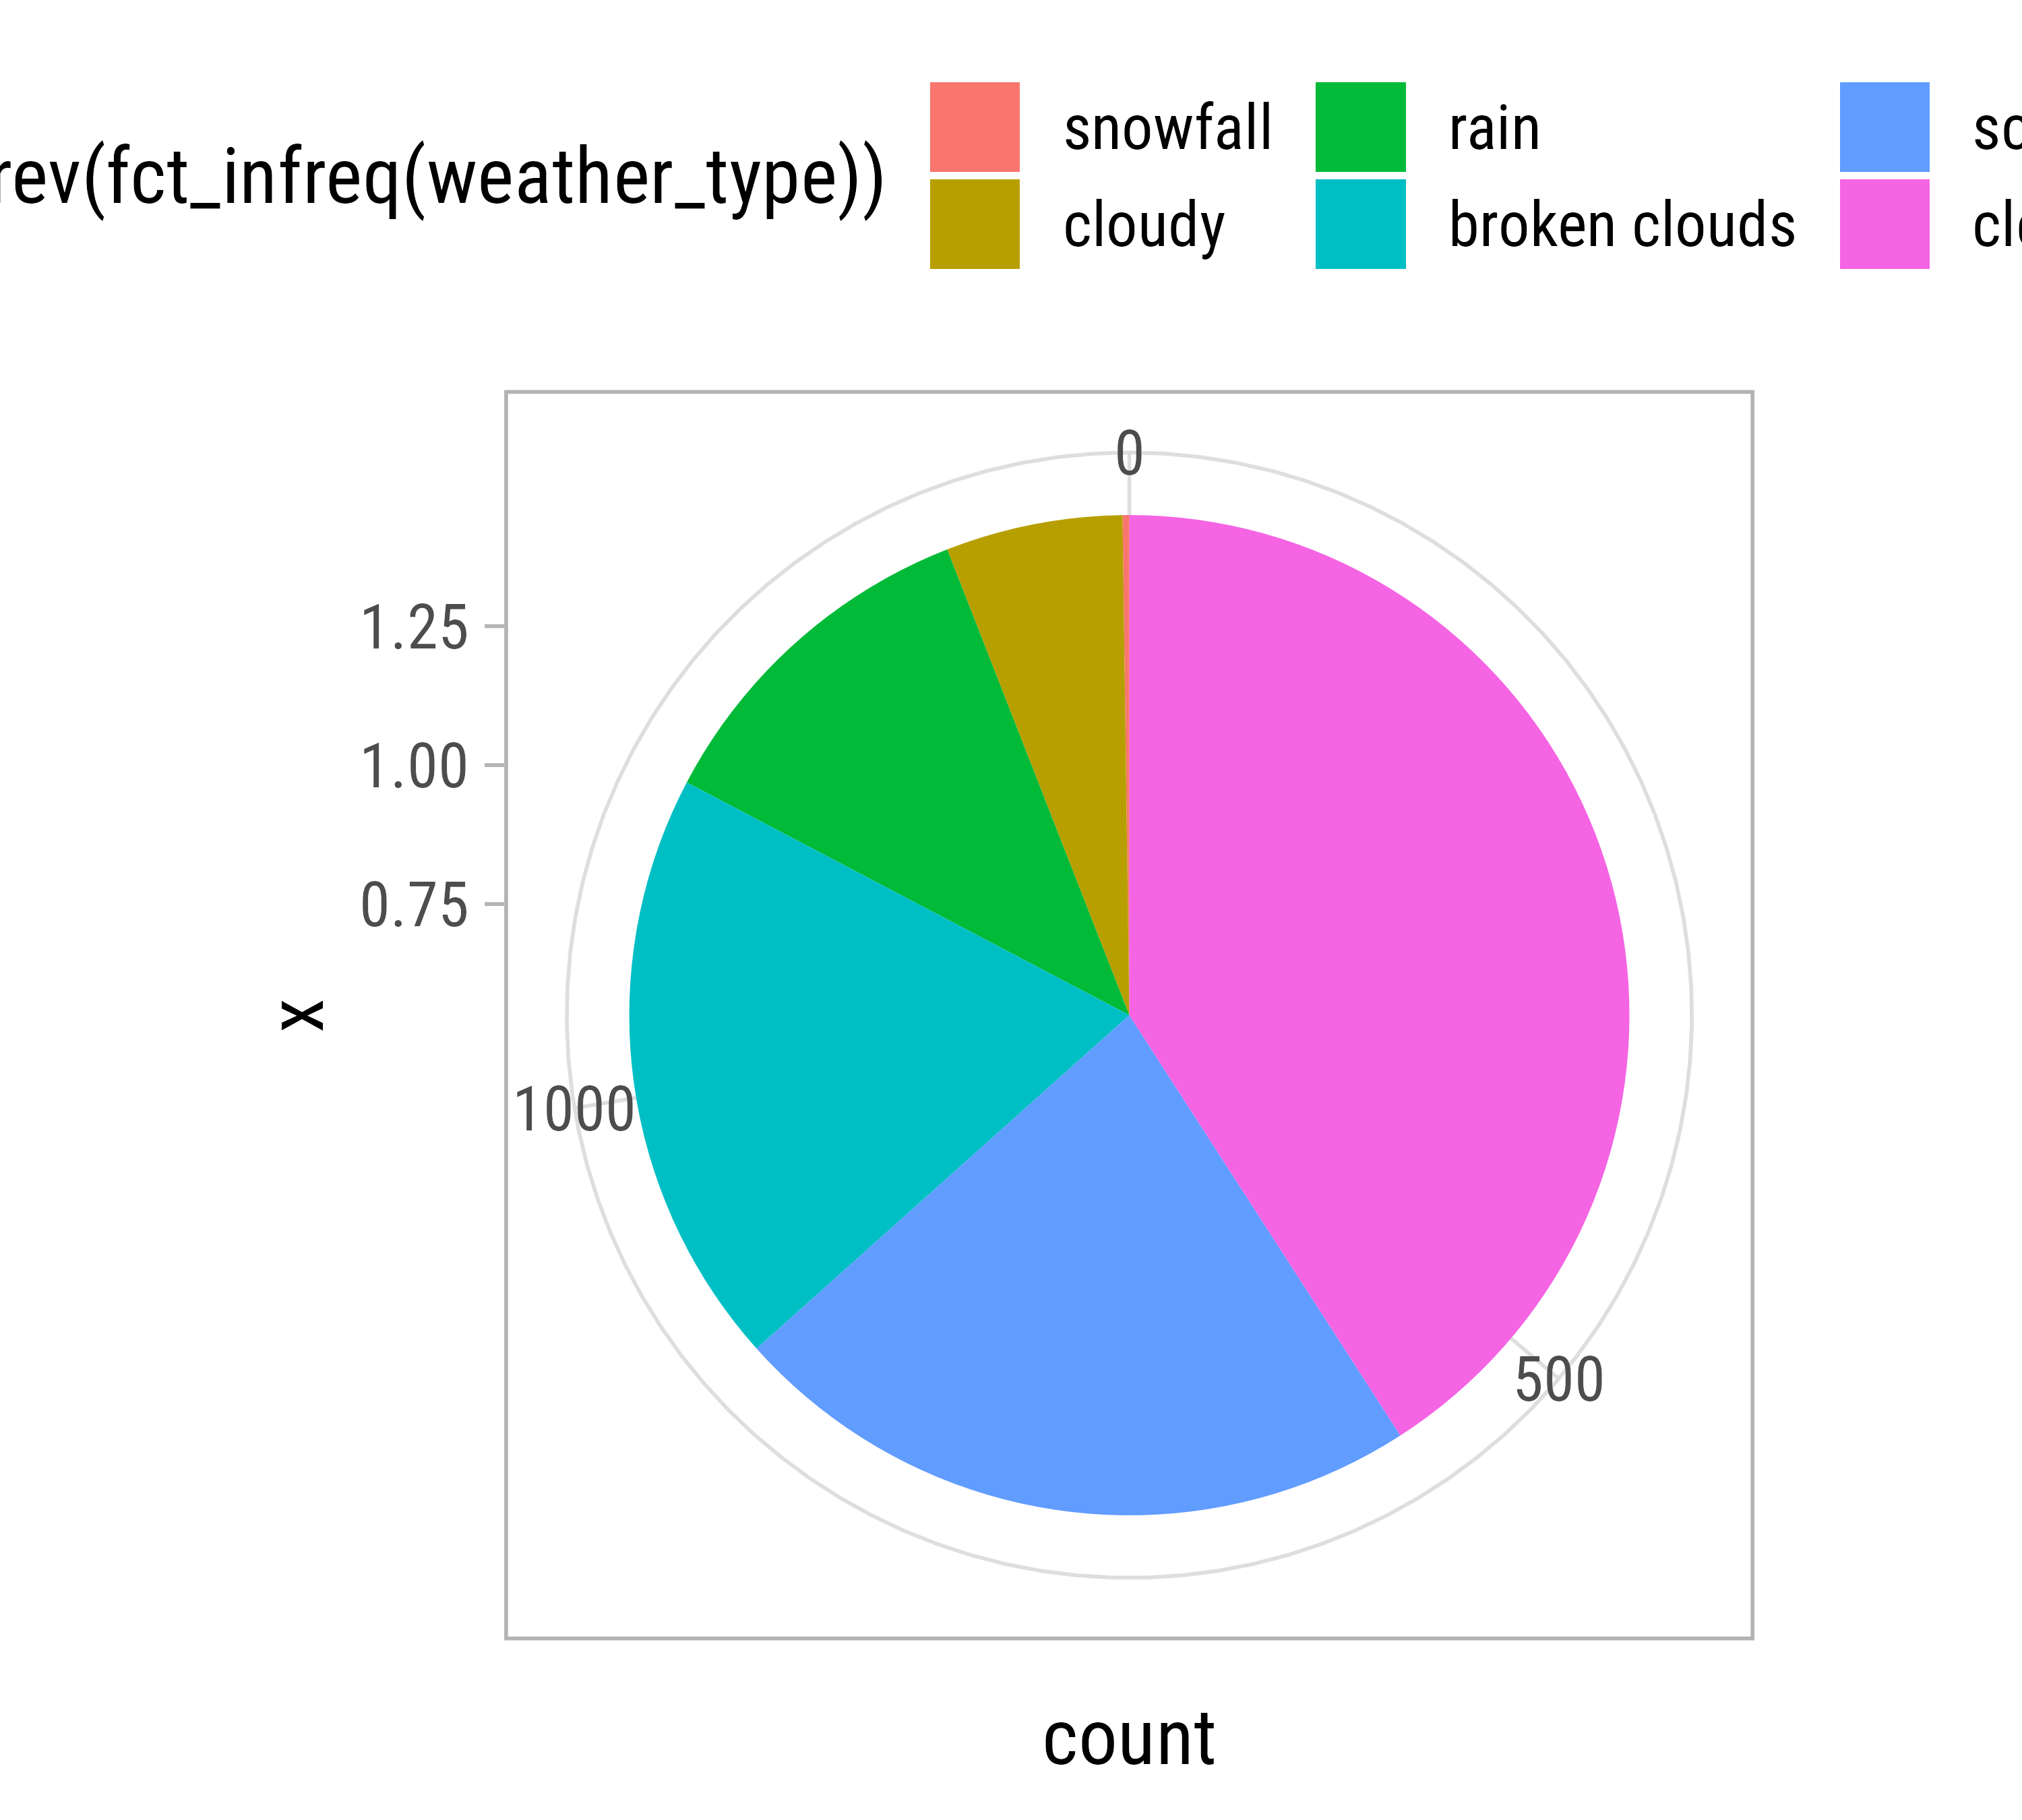 rev(fct_infreq(weather_type))
snowfall
rain
cloudy
broken clouds
0
1.25
1.00
0.75
x
1000
500
count